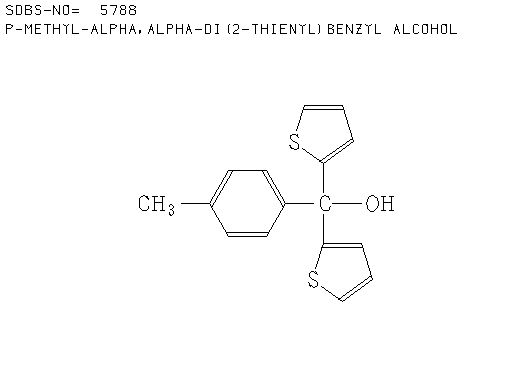 SDBS-NO= 5788
P-METHYL-ALPHA,ALPHA-DI(2-THIENYL)BENZYL ALCOHOL
S
CH3 C OH
S